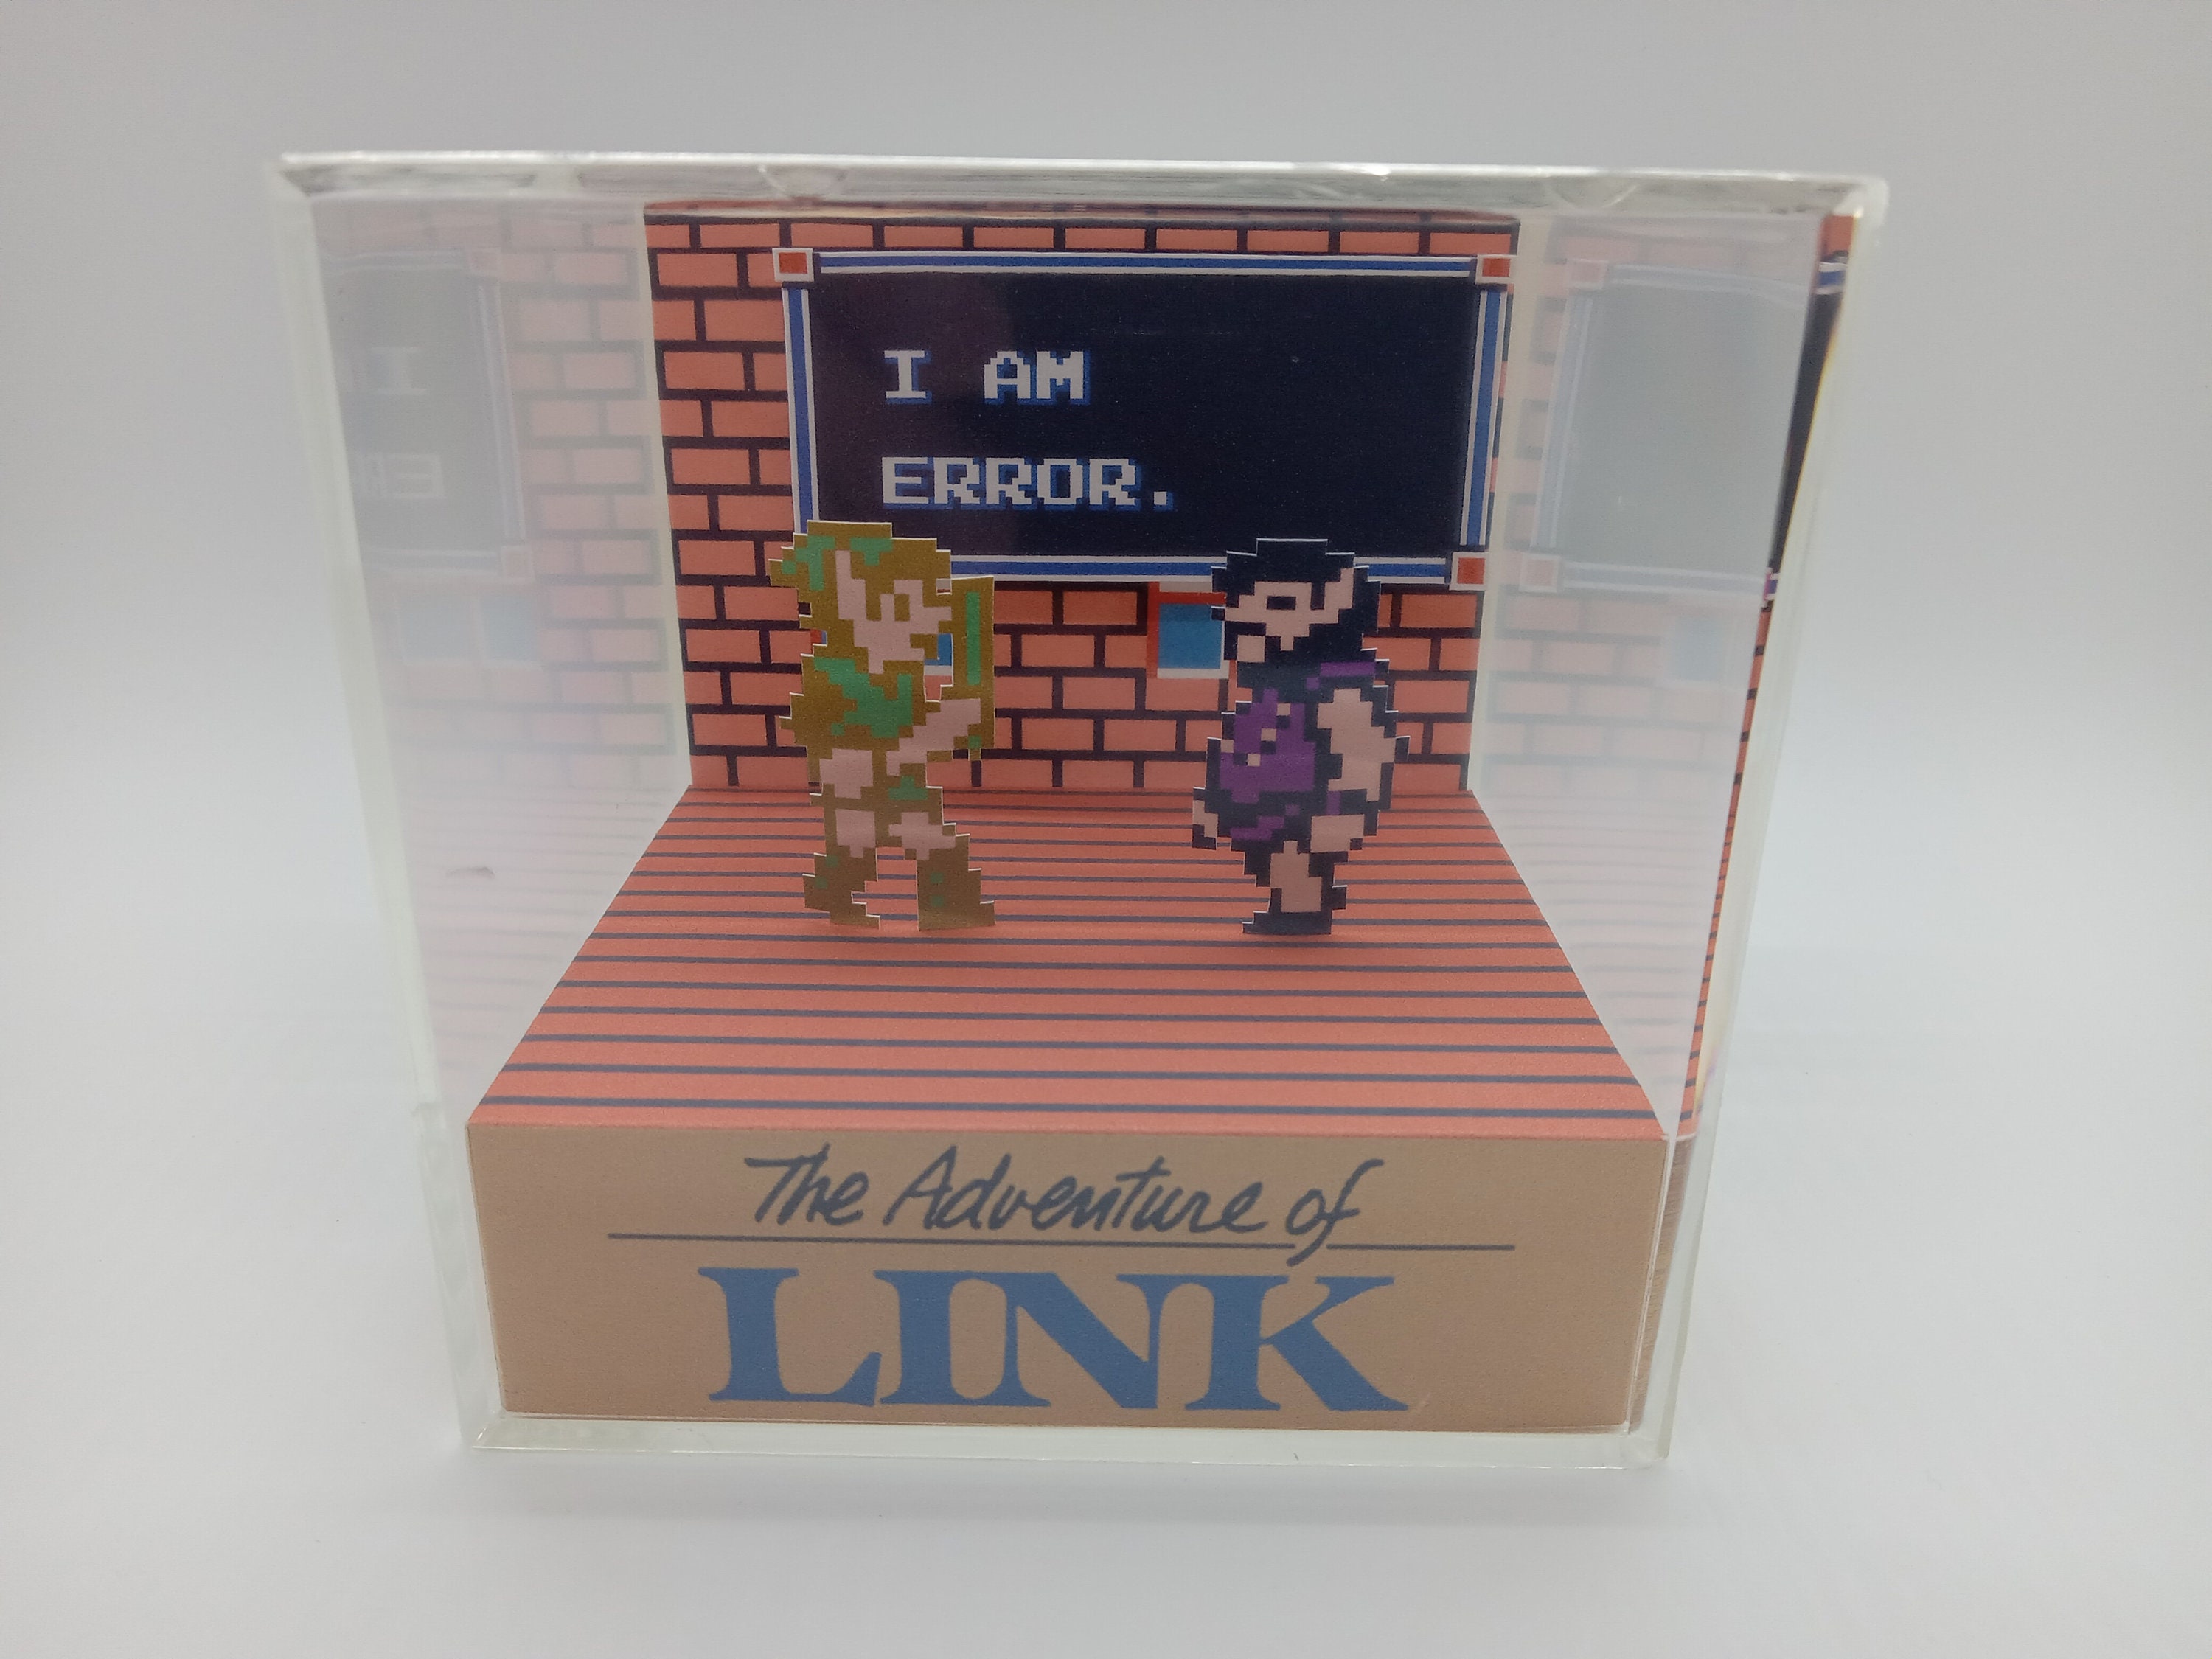 I AM
ERROR.
The Adventure of
LINK